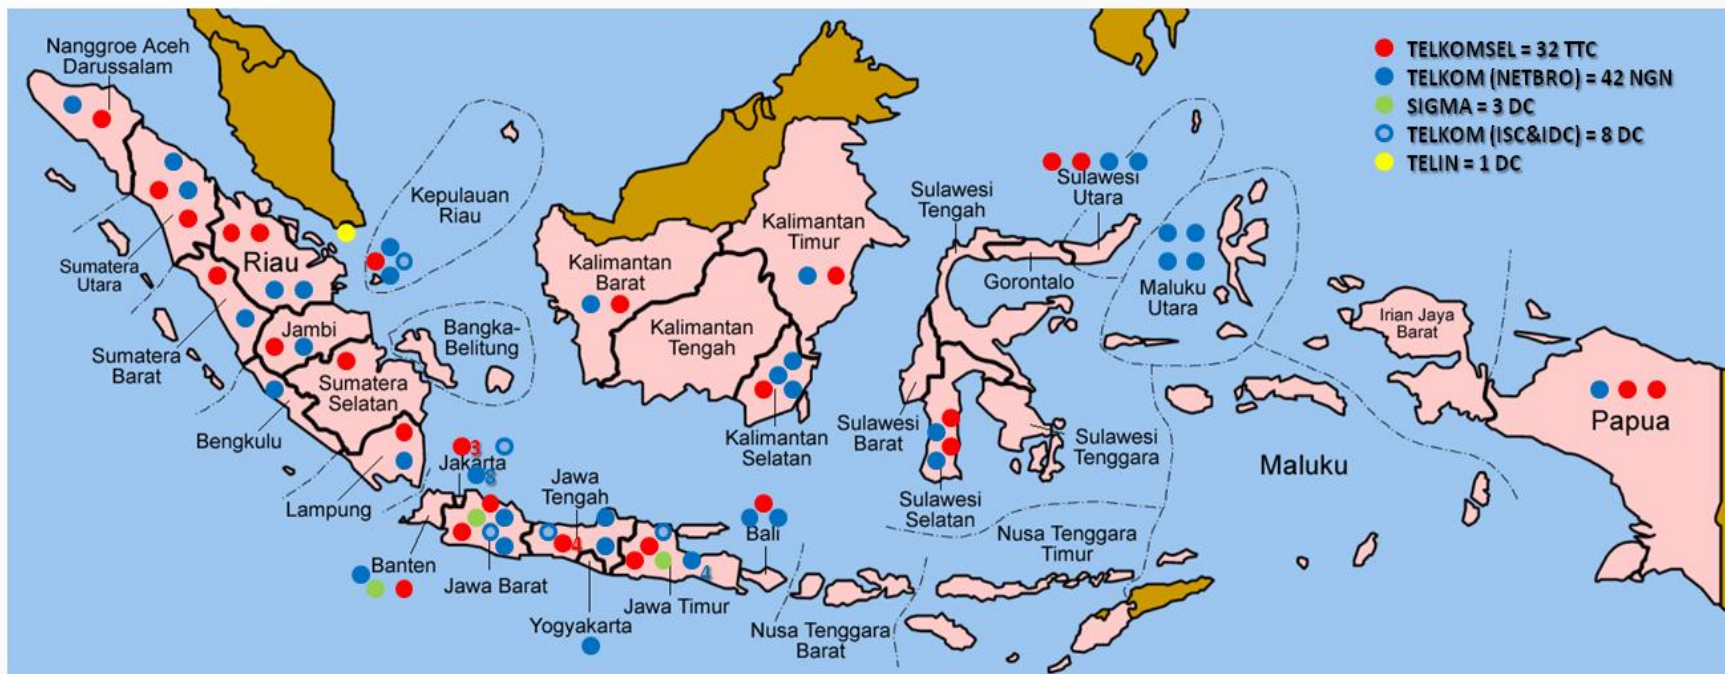 Nanggroe Aceh
Darussalam
TELKOMSEL = 32 TTC
TELKOM (NETBRO) = 42 NGN
SIGMA = 3 DC
TELKOM (ISC&IDC) = 8 DC
TELIN = 1 DC
Kepulauan
Riau
Sulawesi
Utara
Sulawesi
Tengah
Kalimantan
Timur
Sumatera
Utara
Riau
Kalimantan
Barat
Gorontalo
Maluku
Utara
Irian Jaya
Barat
Jambi
Bangka-
Belitung
Kalimantan
Tengah
Sumatera
Barat
Sumatera
Selatan
Papua
Bengkulu
Kalimantan
Selatan
Sulawesi
Barat
Sulawesi
Tenggara
Maluku
3
Jakarta
3
Lampung
Jawa
Tengah
Sulawesi
Selatan
Bali
Nusa Tenggara
Timur
4
Banten
Jawa Barat
4
Jawa Timur
Yogyakarta
Nusa Tenggara
Barat